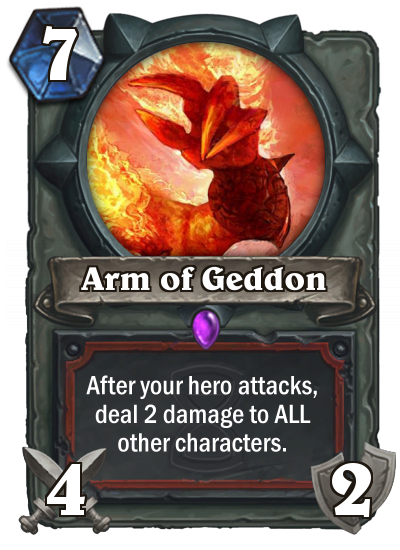 7
Arm of Geddon
After your hero attacks,
deal 2 damage to ALL
other characters.
4
2